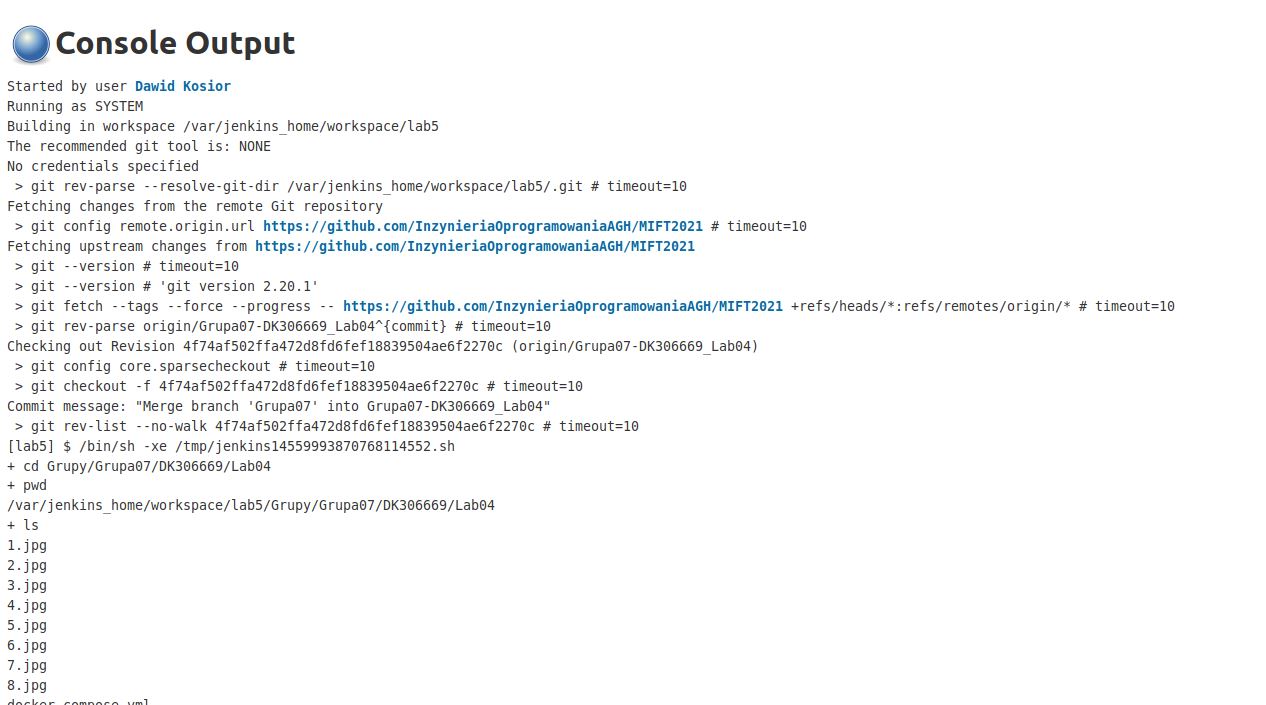 Console Output
Started by user Dawid Kosior
Running as SYSTEM
Building in workspace /var/jenkins_home/workspace/lab5
The recommended git tool is: NONE
No credentials specified
 > git rev-parse --resolve-git-dir /var/jenkins_home/workspace/lab5/.git # timeout=10
Fetching changes from the remote Git repository
 > git config remote.origin.url https://github.com/InzynieriaOprogramowaniaAGH/MIFT2021 # timeout=10
Fetching upstream changes from https://github.com/InzynieriaOprogramowaniaAGH/MIFT2021
 > git --version # timeout=10
 > git --version # 'git version 2.20.1'
 > git fetch --tags --force --progress -- https://github.com/InzynieriaOprogramowaniaAGH/MIFT2021 +refs/heads/*:refs/remotes/origin/* # timeout=10
 > git rev-parse origin/Grupa07-DK306669_Lab04^{commit} # timeout=10
Checking out Revision 4f74af502ffa472d8fd6fef18839504ae6f2270c (origin/Grupa07-DK306669_Lab04)
 > git config core.sparsecheckout # timeout=10
 > git checkout -f 4f74af502ffa472d8fd6fef18839504ae6f2270c # timeout=10
Commit message: "Merge branch 'Grupa07' into Grupa07-DK306669_Lab04"
 > git rev-list --no-walk 4f74af502ffa472d8fd6fef18839504ae6f2270c # timeout=10
[lab5] $ /bin/sh -xe /tmp/jenkins14559993870768114552.sh
+ cd Grupy/Grupa07/DK306669/Lab04
+ pwd
/var/jenkins_home/workspace/lab5/Grupy/Grupa07/DK306669/Lab04
+ ls
1.jpg
2.jpg
3.jpg
4.jpg
5.jpg
6.jpg
7.jpg
8.jpg
docker-compose.yml